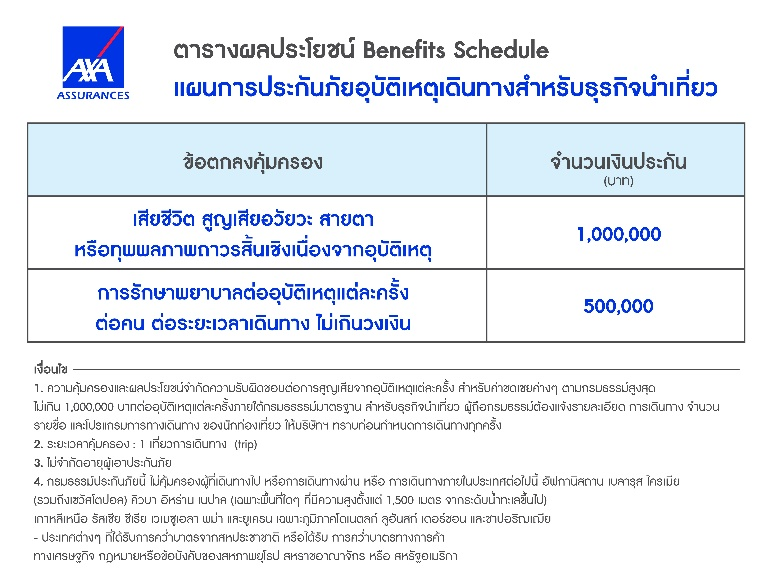 AXA
ASSURANCES
ตารางผลประโยชน์ Benefits Schedule
แผนการประกันภัยอุบัติเหตุเดินทางสำหรับธุรกิจนำเที่ยว
ข้อตกลงคุ้มครอง
จำนวนเงินประกัน
(บาท)
เสียชีวิต สูญเสียอวัยวะ สายตา
หรือทุพพลภาพถาวรสิ้นเชิงเนื่องจากอุบัติเหตุ
1,000,000
การรักษาพยาบาลต่ออุบัติเหตุแต่ละครั้ง
ต่อคน ต่อระยะเวลาเดินทาง ไม่เกินวงเงิน
500,000
เงื่อนไข
1. ความคุ้มครองและผลประโยชน์จำกัดความรับผิดชอบต่อการสูญเสียจากอุบัติเหตุแต่ละครั้ง สำหรับค่าชดเชยต่างๆ ตามกรมธรรม์สูงสุด
ไม่เกิน 1,000,000 บาทต่ออุบัติเหตุแต่ละครั้งภายใต้กรมธรรมธ์มาตรฐาน สำหรับธุรกิจนำเที่ยว ผู้ถือกรมธรรม์ต้องแจ้งรายละเอียด การเดินทาง จำนวน
รายชื่อ และโปรแกรมการทางเดินทาง ของนักท่องเที่ยว ให้บริษัทฯ ทราบก่อนกำหนดการเดินทางทุกครั้ง
2. ระยะเวลาคุ้มครอง : 1 เที่ยวการเดินทาง (trip)
3. ไม่จำกัดอายุผู้เอาประกันภัย
4. กรมธรรม์ประกันภัยนี้ ไม่คุ้มครองผู้ที่เดินทางไป หรือการเดินทางผ่าน หรือ การเดินทางภายในประเทศต่อไปนี้ อัฟกานิสถาน เบลารุส ไครเมีย
(รวมถึงเซวัสโตปอล) คิวบา อิหร่าน เนปาล (เฉพาะพื้นที่ใดๆ ที่มีความสูงตั้งแต่ 1,500 เมตร จากระดับน้ำทะเลขึ้นไป)
เกาหลีเหนือ รัสเซีย ซีเรีย เวเนซุเอลา พม่า และยูเครน เฉพาะภูมิภาคโดเนตสก์ ลูฮันสก์ เคอร์ซอน และซาปอริญเฌีย
- ประเทศต่างๆ ที่ได้รับการคว่ำบาตรจากสหประชาชาติ หรือได้รับ การคว่ำบาตรทางการค้า
ทางเศรษฐกิจ กฎหมายหรือข้อบังคับของสหภาพยุโรป สหราชอาณาจักร หรือ สหรัฐอเมริกา